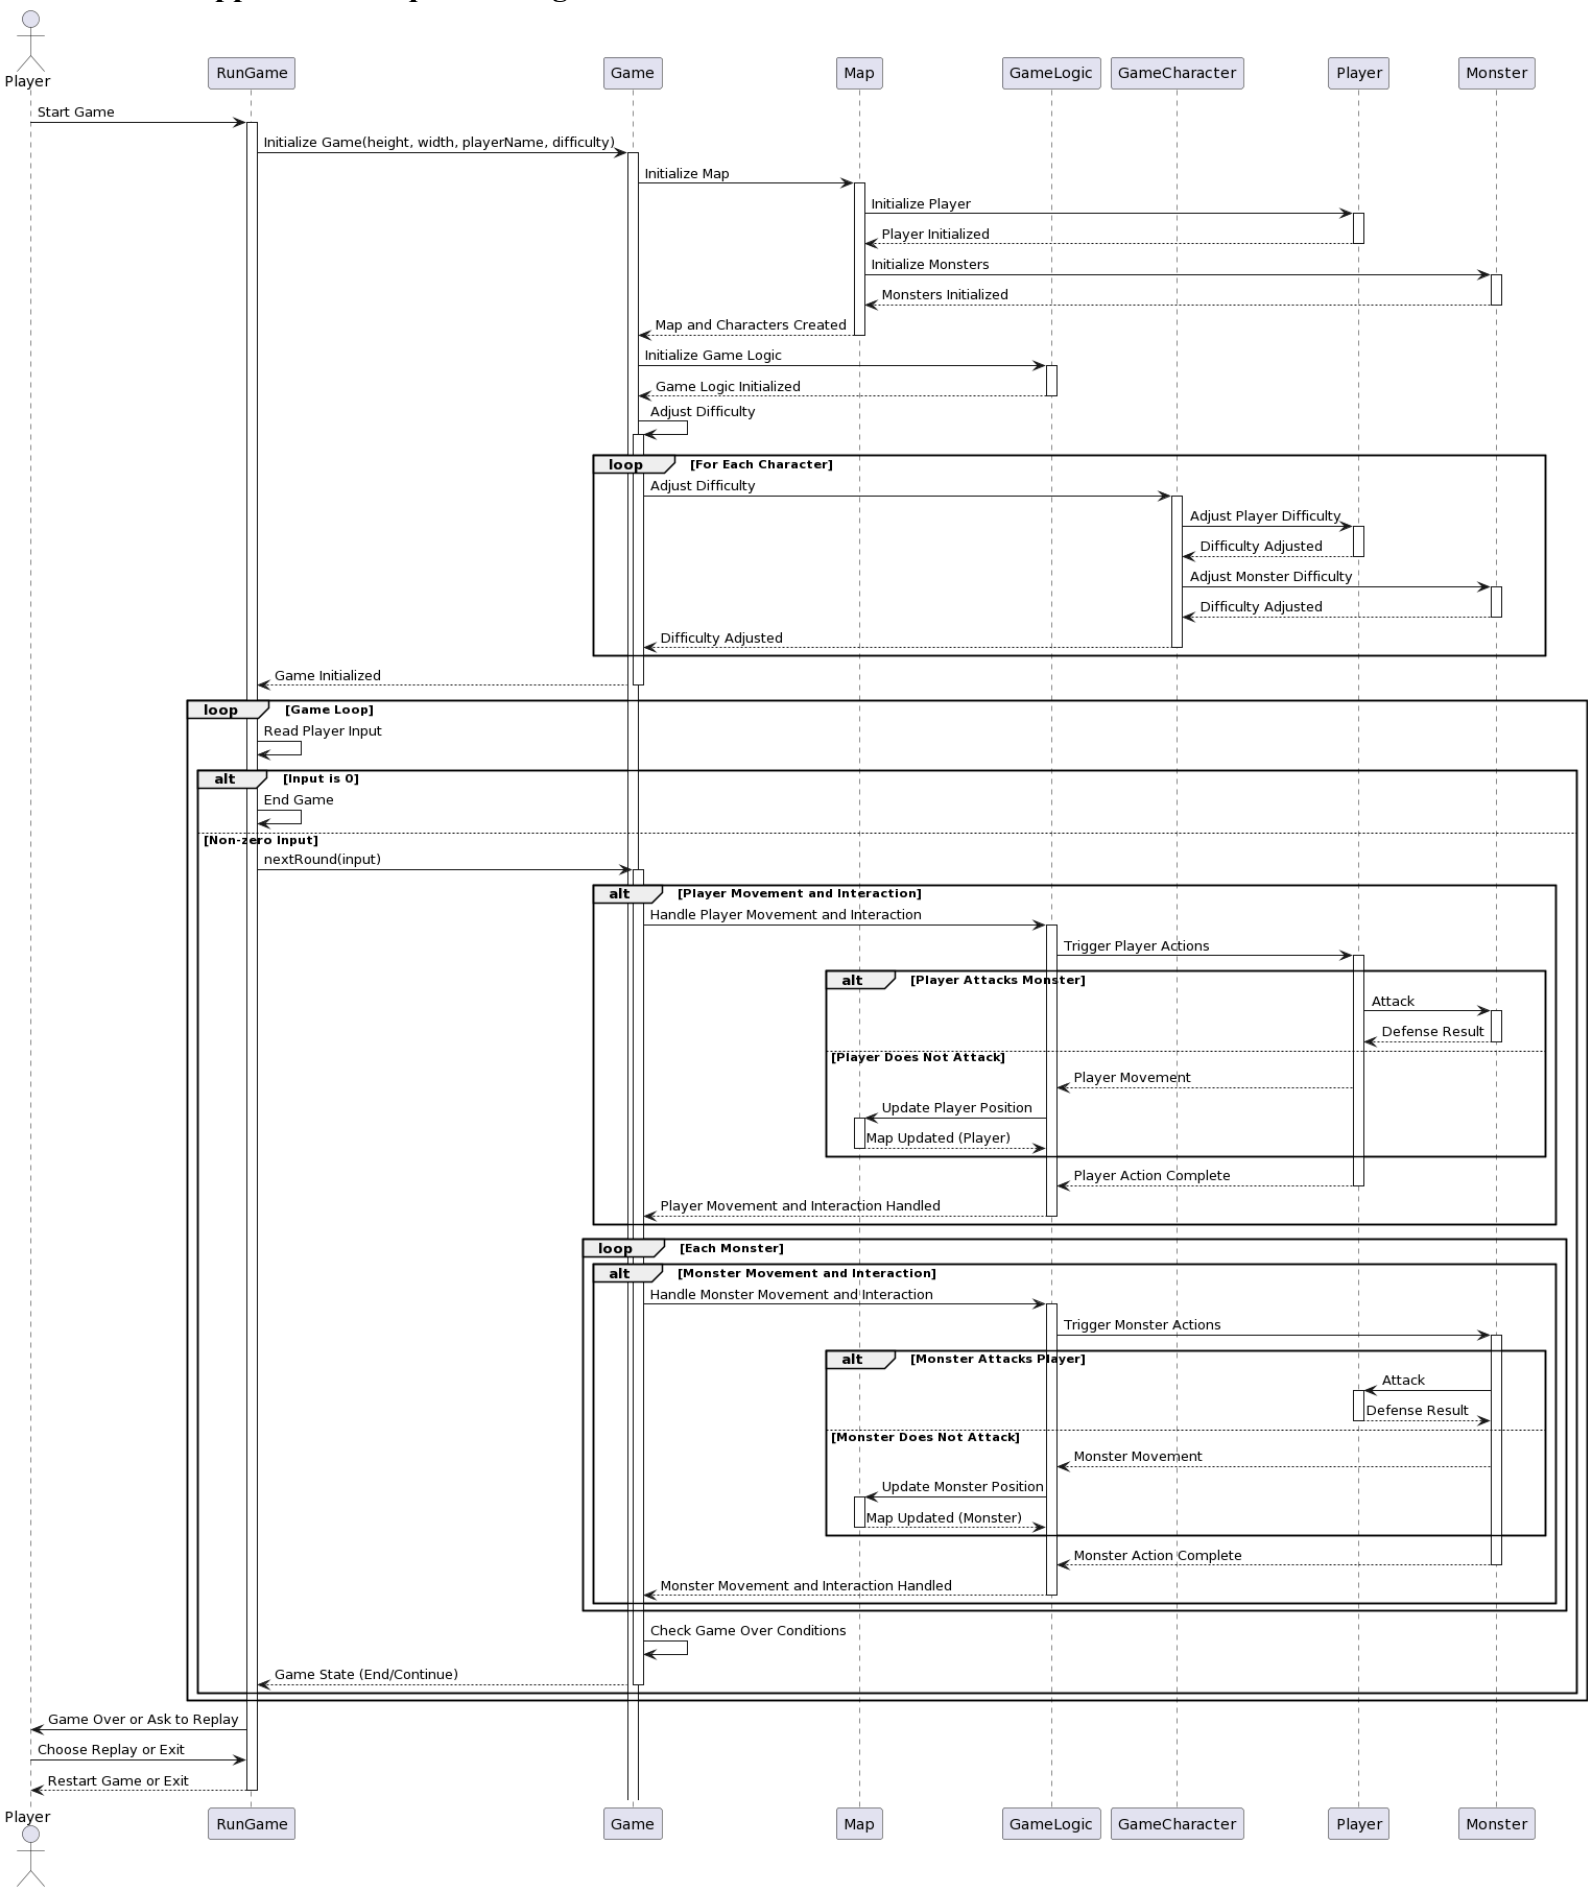 Player
RunGame
Game
Map
GameLogic
GameCharacter
Player
Monster
Start Game
Initialize Game(height, width, playerName, difficulty)
Initialize Map
Initialize Player
Player Initialized
Initialize Monsters
Monsters Initialized
Map and Characters Created
Initialize Game Logic
Game Logic Initialized
Adjust Difficulty
loop [For Each Character]
Adjust Difficulty
Adjust Player Difficulty
Difficulty Adjusted
Adjust Monster Difficulty
Difficulty Adjusted
Difficulty Adjusted
Game Initialized
loop [Game Loop]
Read Player Input
alt [Input is 0]
End Game
[Non-zero Input]
nextRound(input)
alt [Player Movement and Interaction]
Handle Player Movement and Interaction
Trigger Player Actions
alt [Player Attacks Monster]
Attack
Defense Result
[Player Does Not Attack]
Player Movement
Update Player Position
Map Updated (Player)
Player Action Complete
Player Movement and Interaction Handled
loop [Each Monster]
alt [Monster Movement and Interaction]
Handle Monster Movement and Interaction
Trigger Monster Actions
alt [Monster Attacks Player]
Attack
Defense Result
[Monster Does Not Attack]
Monster Movement
Update Monster Position
Map Updated (Monster)
Monster Action Complete
Monster Movement and Interaction Handled
Check Game Over Conditions
Game State (End/Continue)
Game Over or Ask to Replay
Choose Replay or Exit
Restart Game or Exit
Player
RunGame
Game
Map
GameLogic
GameCharacter
Player
Monster